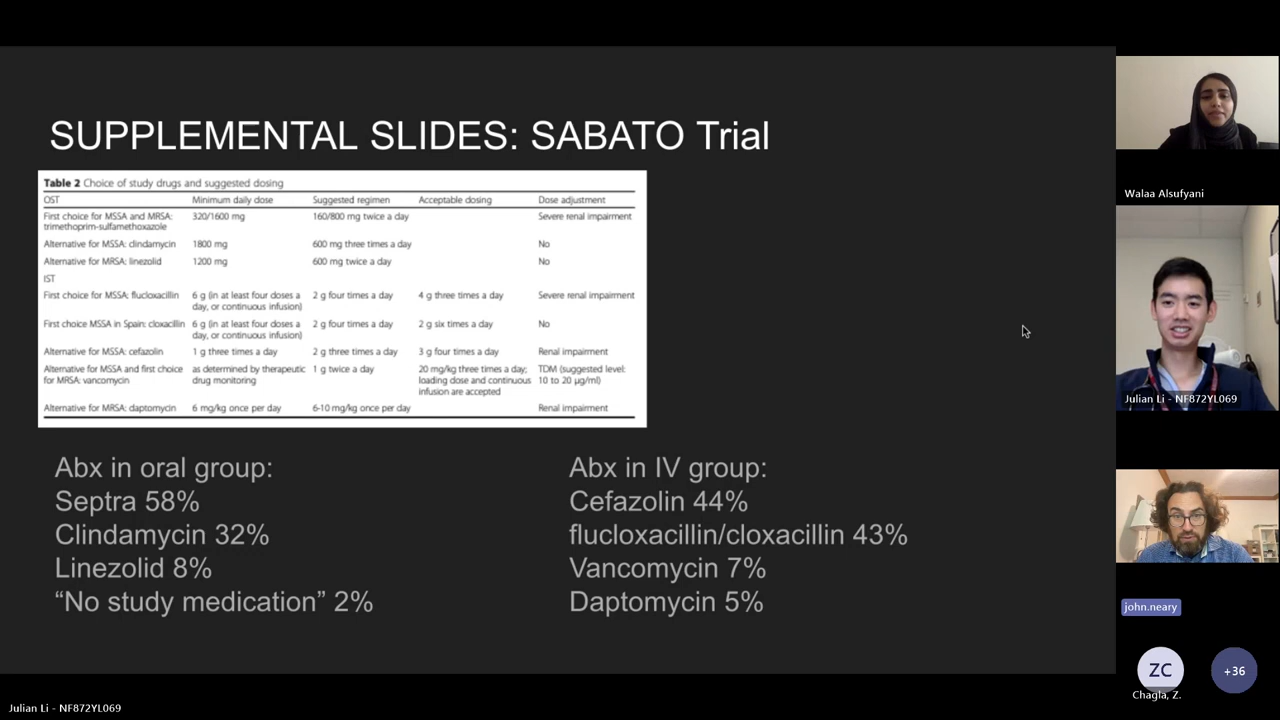 SUPPLEMENTAL SLIDES: SABATO Trial
Table 2 Choice of study drugs and suggested dosing
OST Minimum daily dose Suggested regimen Acceptable dosing Dose adjustment
First choice for MSSA and MRSA: 320/1600 mg 160/800 mg twice a day Severe renal impairment
trimethoprim-sulfamethoxazole
Alternative for MSSA: clindamycin 1800 mg 600 mg three times a day No
Alternative for MRSA: linezolid 1200 mg 600 mg twice a day No
IST
First choice for MSSA: flucloxacillin 6 g (in at least four doses a 2 g four times a day 4 g three times a day Severe renal impairment
day, or continuous infusion)
First choice MSSA in Spain: cloxacillin 6 g (in at least four doses a 2 g four times a day 2 g six times a day No
day, or continuous infusion)
Alternative for MSSA: cefazolin 1 g three times a day 2 g three times a day 3 g four times a day Renal impairment
Alternative for MSSA and first choice as determined by therapeutic 1 g twice a day 20 mg/kg three times a day; TDM (suggested level:
for MRSA: vancomycin drug monitoring loading dose and continuous 10 to 20 μg/ml)
infusion are accepted
Alternative for MRSA: daptomycin 6 mg/kg once per day 6-10 mg/kg once per day Renal impairment
Abx in oral group:
Septra 58%
Clindamycin 32%
Linezolid 8%
“No study medication” 2%
Abx in IV group:
Cefazolin 44%
flucloxacillin/cloxacillin 43%
Vancomycin 7%
Daptomycin 5%
Walaa Alsufyani
Julian Li - NF872YL069
john.neary
ZC
Chagla, Z.
+36
Julian Li - NF872YL069